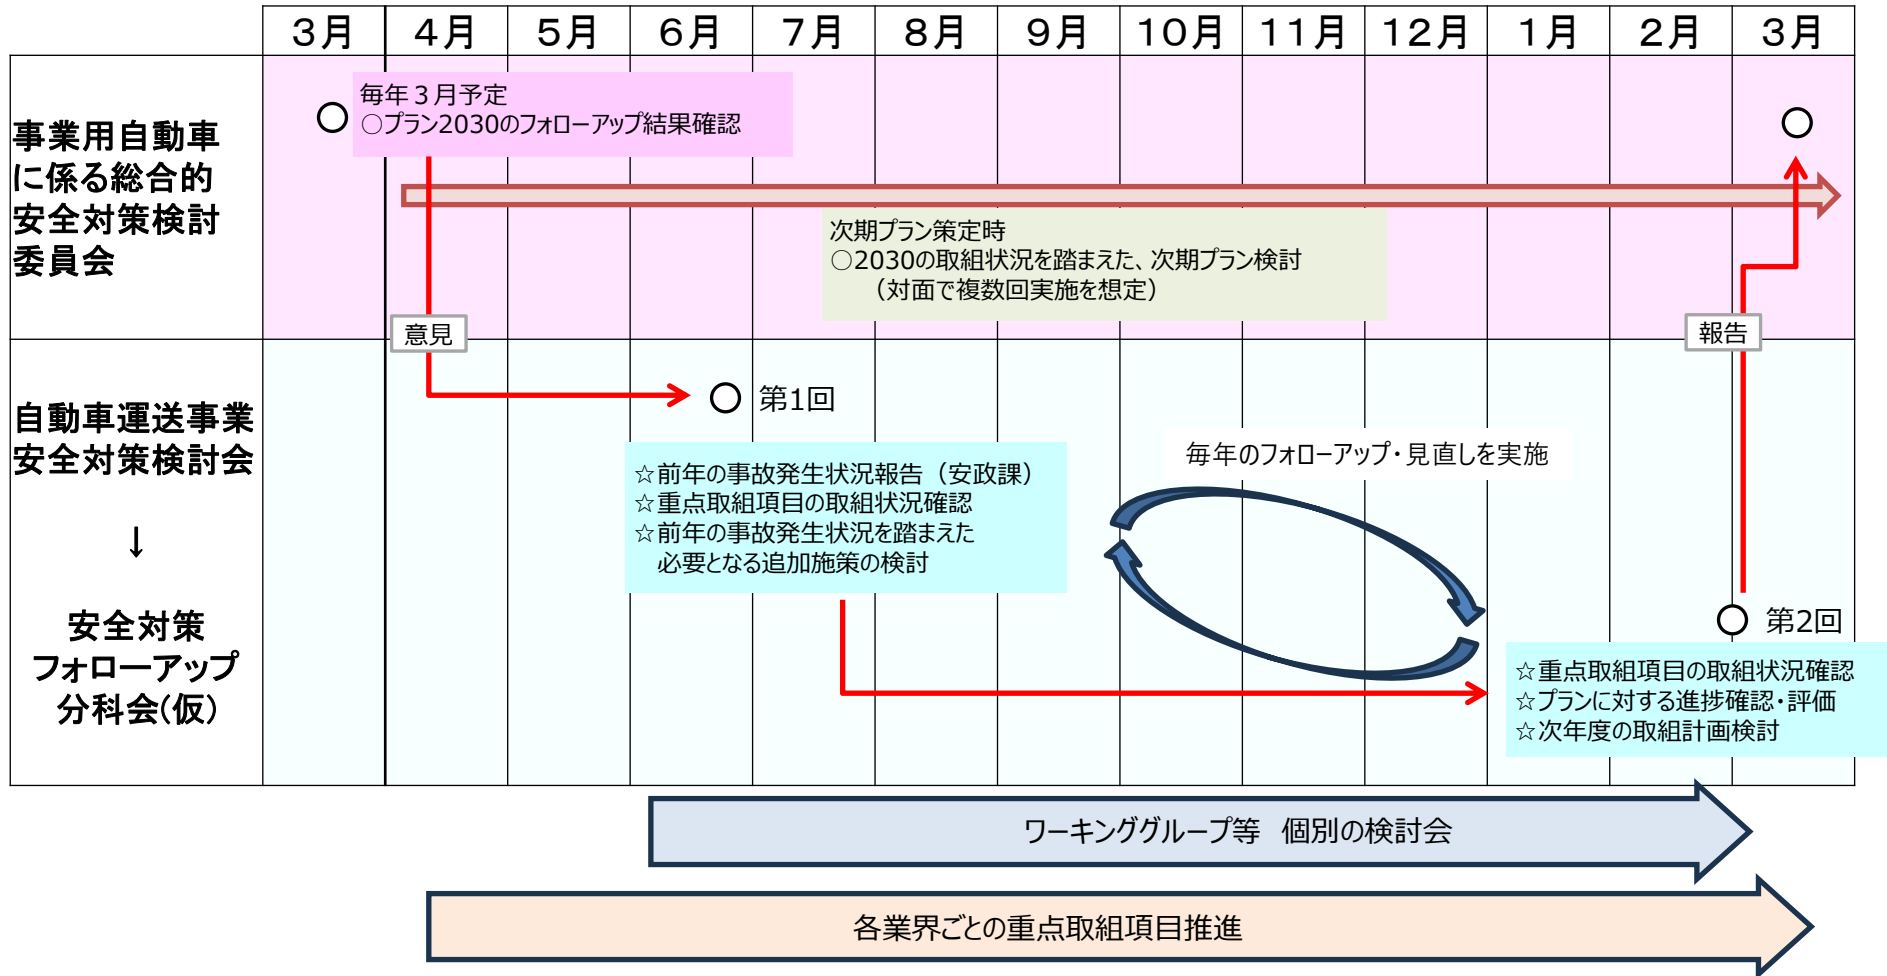 3月 4月 5月 6月 7月 8月 9月 10月 11月 12月 1月 2月 3月
事業用自動車
に係る総合的
安全対策検討
委員会
毎年３月予定
○プラン2030のフォローアップ結果確認
次期プラン策定時
○2030の取組状況を踏まえた、次期プラン検討
（対面で複数回実施を想定）
意見
報告
自動車運送事業
安全対策検討会
↓
安全対策
フォローアップ
分科会(仮)
第1回
☆前年の事故発生状況報告（安政課）
☆重点取組項目の取組状況確認
☆前年の事故発生状況を踏まえた
必要となる追加施策の検討
毎年のフォローアップ・見直しを実施
第2回
☆重点取組項目の取組状況確認
☆プランに対する進捗確認・評価
☆次年度の取組計画検討
ワーキンググループ等　個別の検討会
各業界ごとの重点取組項目推進